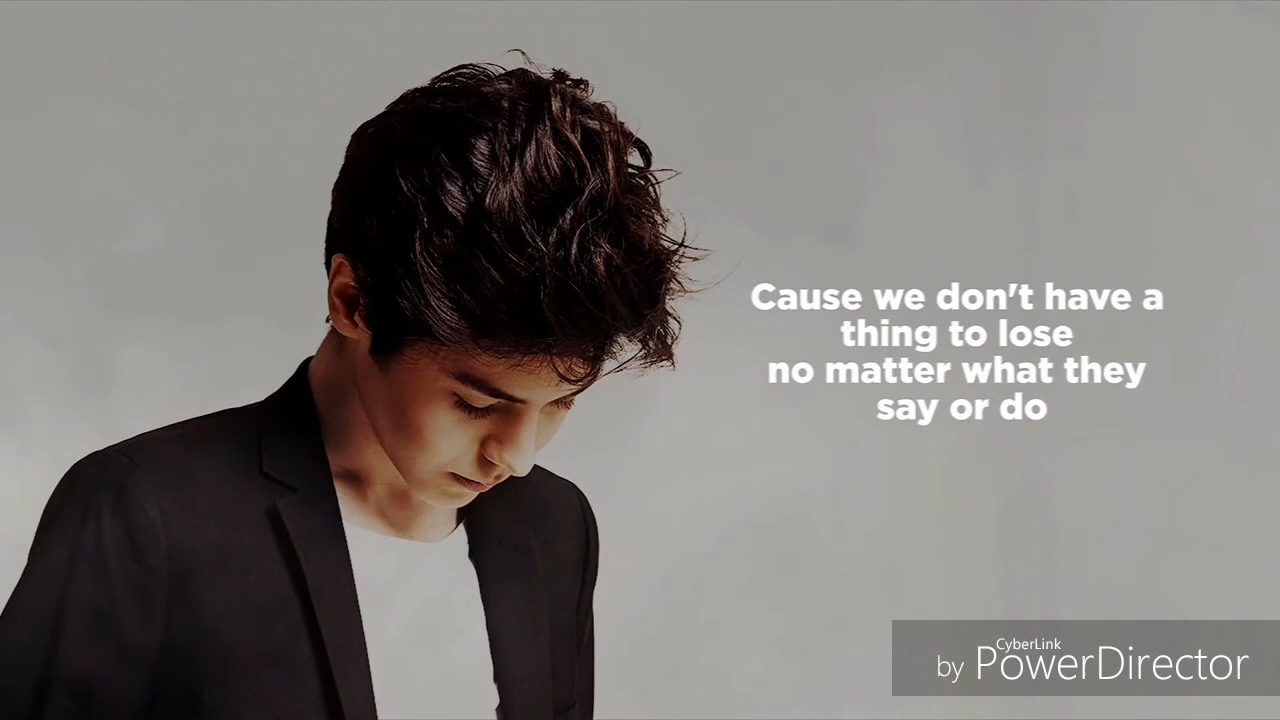 Cause we don't have a
thing to lose
no matter what they
say or do
CyberLink
by PowerDirector